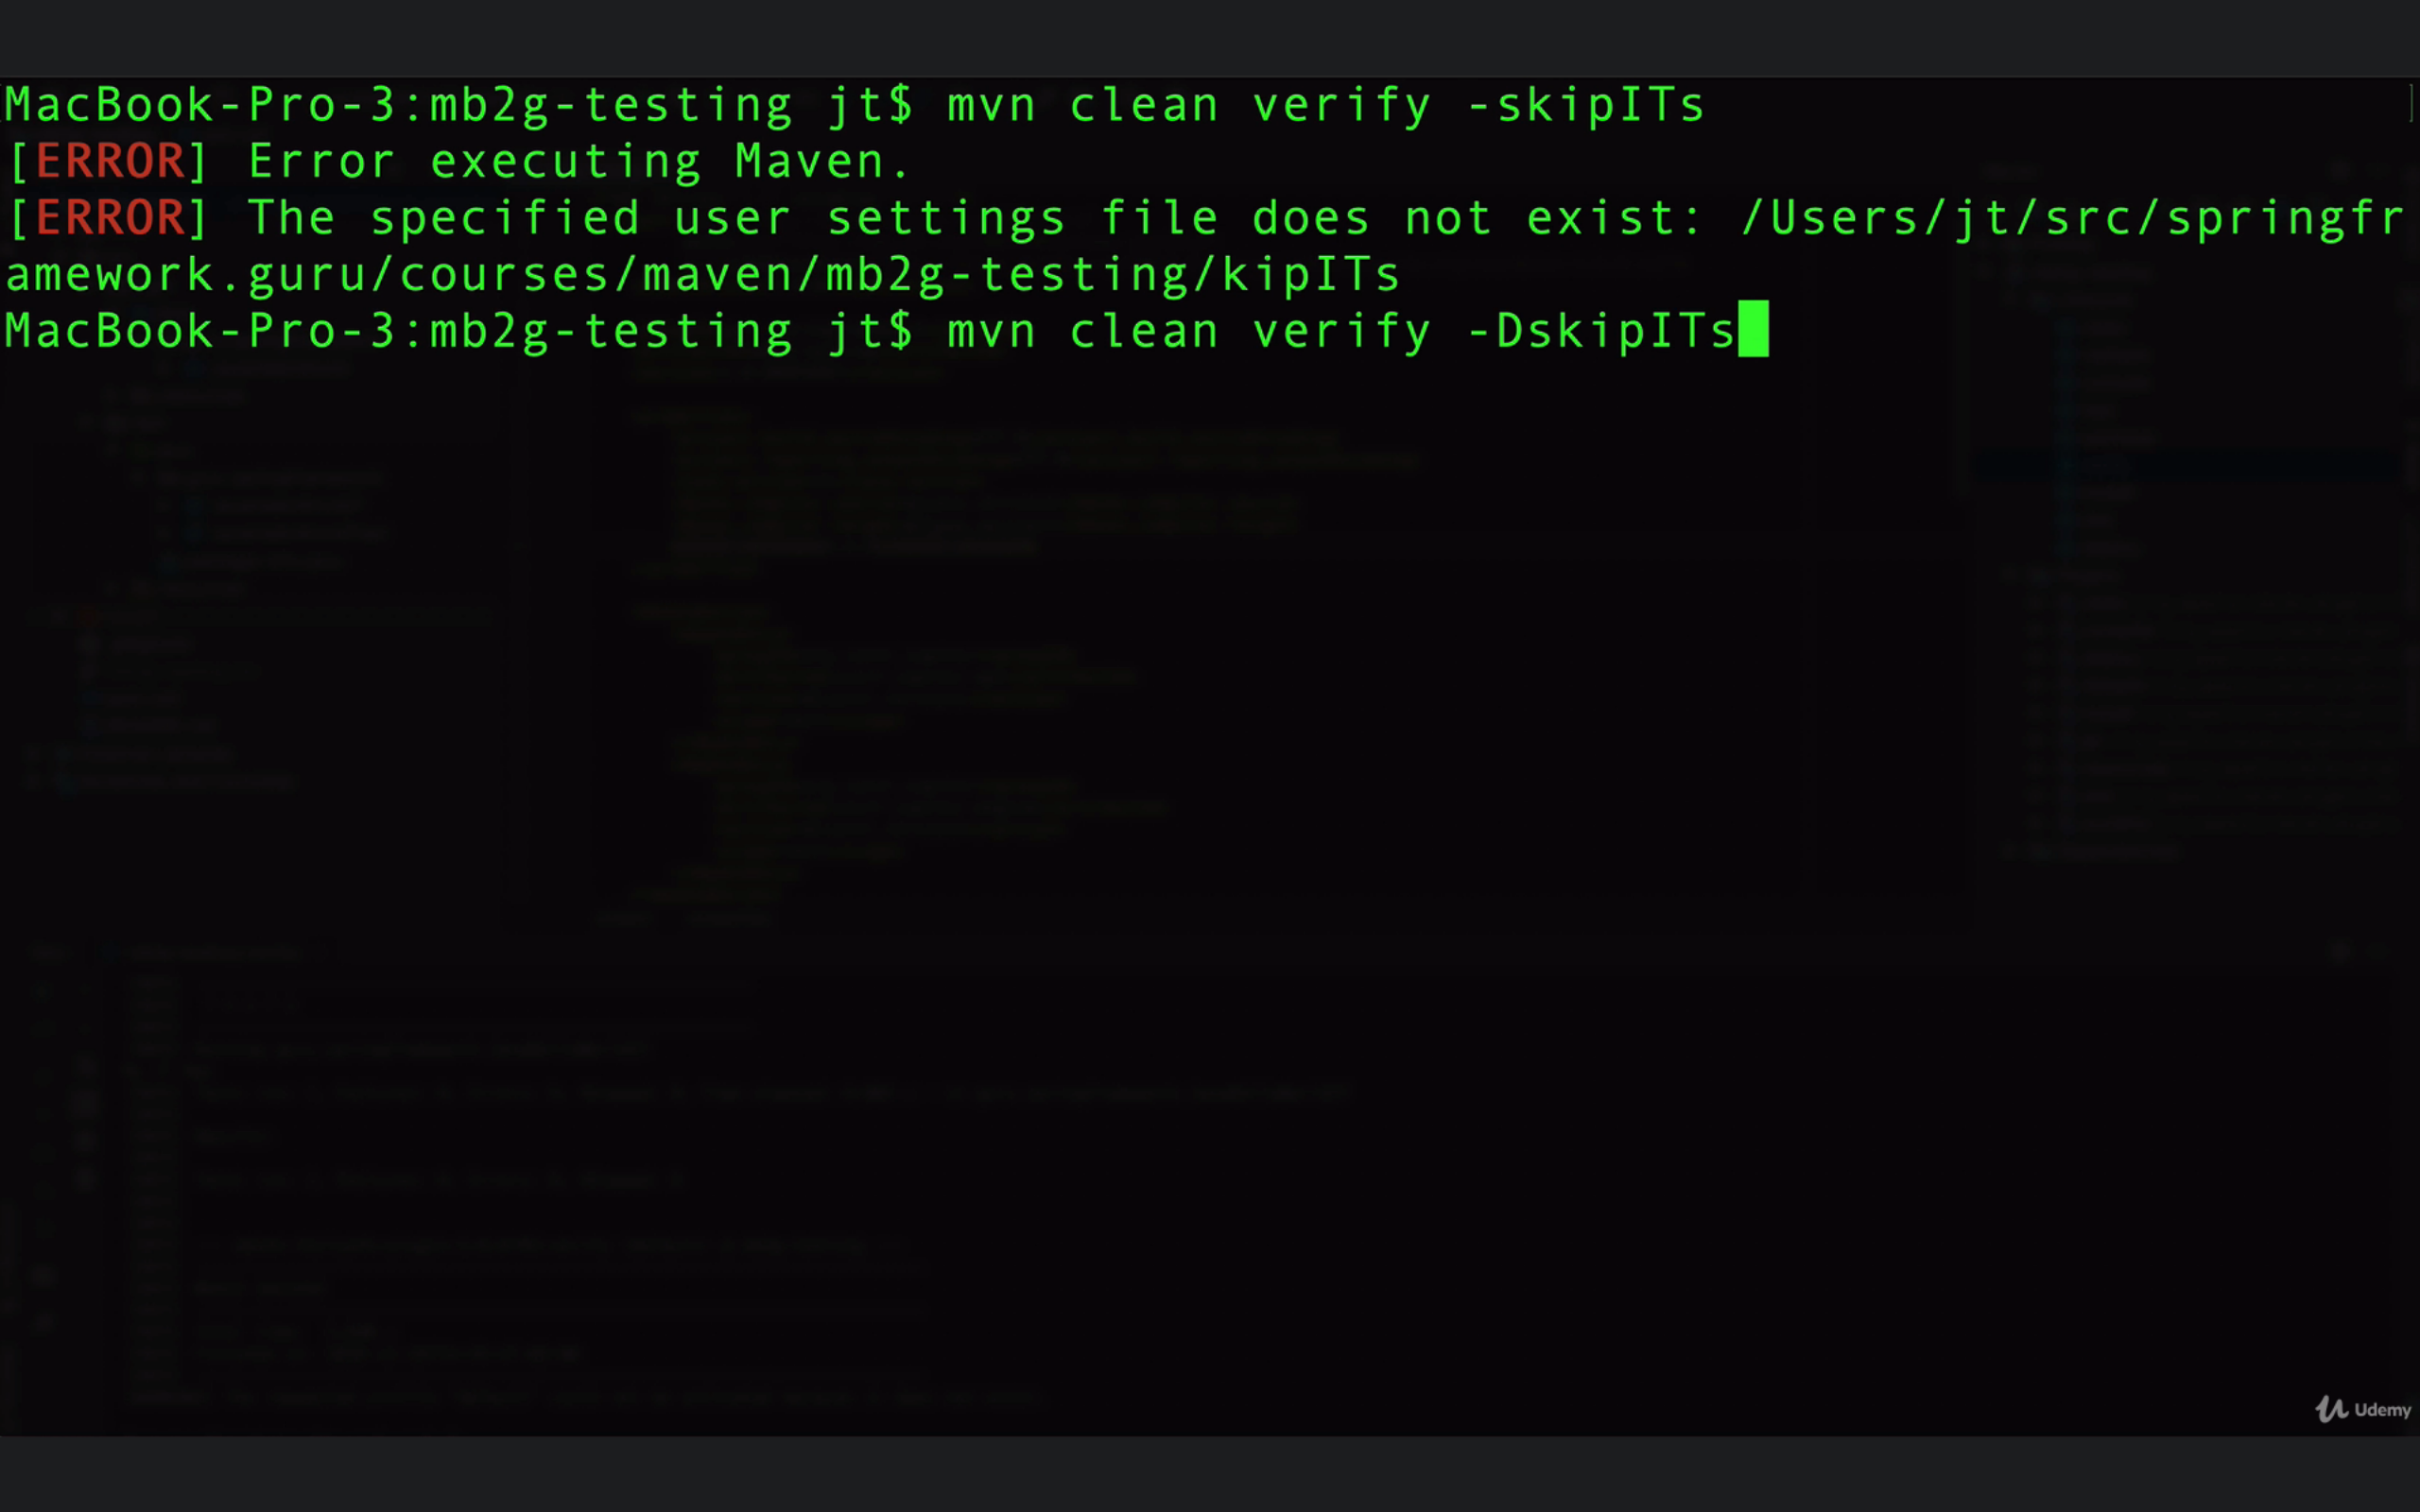 MacBook-Pro-3:mb2g-testing jt$ mvn clean verify -skipITs
[ERROR] Error executing Maven.
[ERROR] The specified user settings file does not exist: /Users/jt/src/springfr
amework.guru/courses/maven/mb2g-testing/kipITs
MacBook-Pro-3:mb2g-testing jt$ mvn clean verify -DskipITs
Udemy